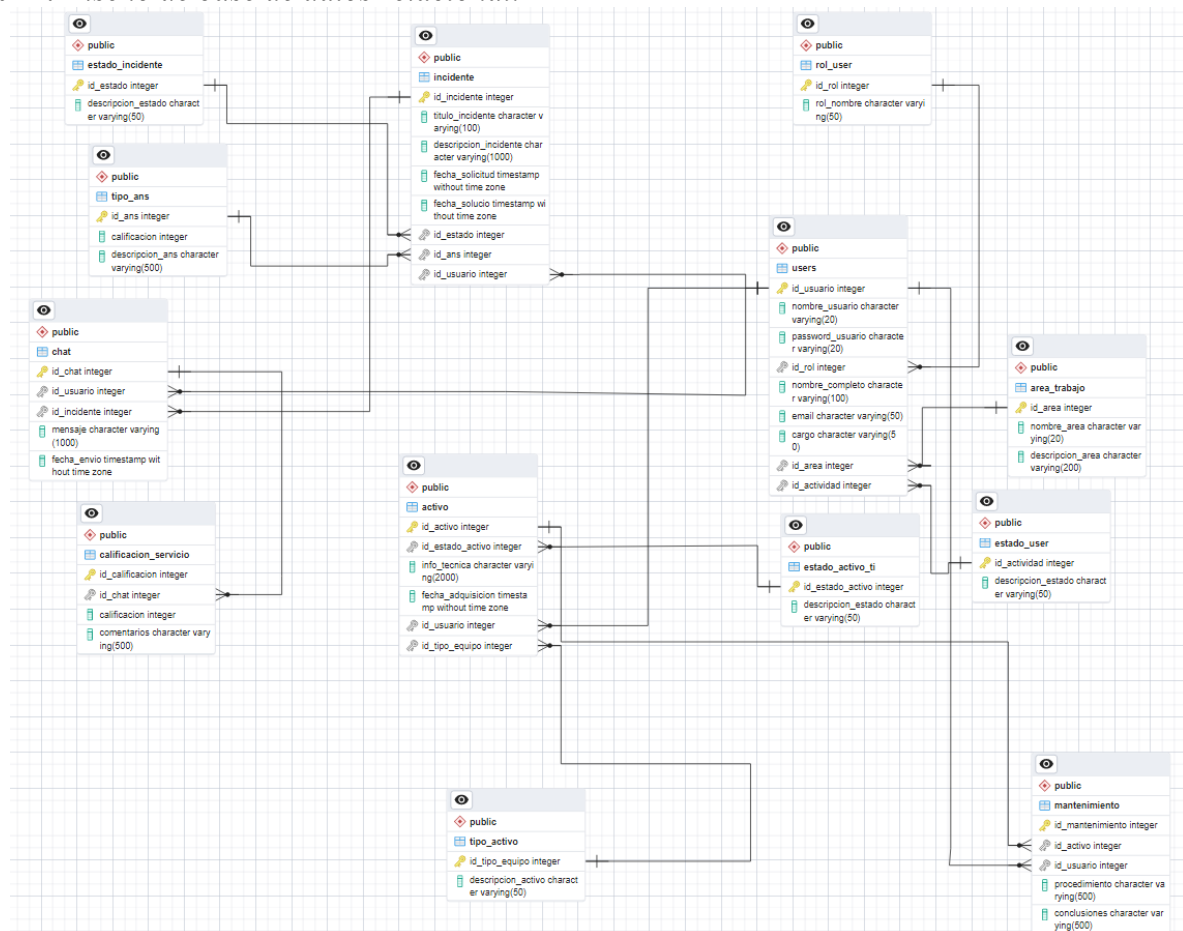 public
estado_incidente
id_estado integer
descripcion_estado charact
er varying(50)
public
tipo_ans
id_ans integer
calificacion integer
descripcion_ans character
varying(500)
public
chat
id_chat integer
id_usuario integer
id_incidente integer
mensaje character varying
(1000)
fecha_envio timestamp wit
hout time zone
public
calificacion_servicio
id_calificacion integer
id_chat integer
calificacion integer
comentarios character vary
ing(500)
public
incidente
id_incidente integer
titulo_incidente character v
arying(100)
descripcion_incidente char
acter varying(1000)
fecha_solicitud timestamp
without time zone
fecha_solucio timestamp wi
thout time zone
id_estado integer
id_ans integer
id_usuario integer
public
activo
id_activo integer
id_estado_activo integer
info_tecnica character varyi
ng(2000)
fecha_adquisicion timesta
mp without time zone
id_usuario integer
id_tipo_equipo integer
public
tipo_activo
id_tipo_equipo integer
descripcion_activo charact
er varying(50)
public
rol_user
id_rol integer
rol_nombre character varyi
ng(50)
public
users
id_usuario integer
nombre_usuario character
varying(20)
password_usuario characte
r varying(20)
id_rol integer
nombre_completo characte
r varying(100)
email character varying(50)
cargo character varying(5
0)
id_area integer
id_actividad integer
public
estado_activo_ti
id_estado_activo integer
descripcion_estado charact
er varying(50)
public
area_trabajo
id_area integer
nombre_area character var
ying(20)
descripcion_area character
varying(200)
public
estado_user
id_actividad integer
descripcion_estado charact
er varying(50)
public
mantenimiento
id_mantenimiento integer
id_activo integer
id_usuario integer
procedimiento character va
rying(500)
conclusiones character var
ying(500)